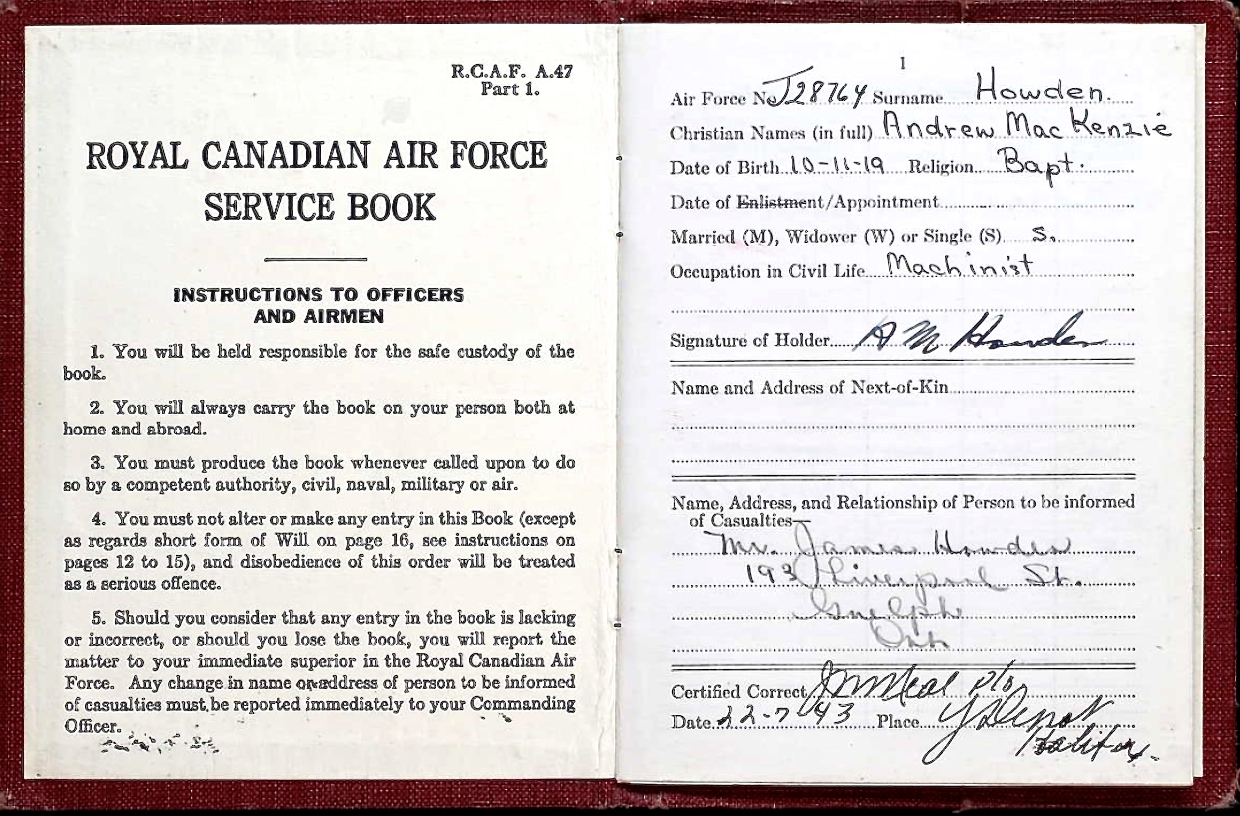 R.C.A.F. A.47
Part 1.
ROYAL CANADIAN AIR FORCE
SERVICE BOOK
INSTRUCTIONS TO OFFICERS
AND AIRMEN
1. You will be held responsible for the safe custody of the
book.
2. You will always carry the book on your person both at
home and abroad.
3. You must produce the book whenever called upon to do
so by a competent authority, civil, naval, military or air.
4. You must not alter or make any entry in this Book (except
as regards short form of Will on page 16, see instructions on
pages 12 to 15), and disobedience of this order will be treated
as a serious offence.
5. Should you consider that any entry in the book is lacking
or incorrect, or should you lose the book, you will report the
matter to your immediate superior in the Royal Canadian Air
Force. Any change in name or address of person to be informed
of casualties must be reported immediately to your Commanding
Officer.
1
Air Force No. J28764 Surname Howden.
Christian Names (in full) Andrew MacKenzie
Date of Birth 10-11-19 Religion Bapt.
Date of Enlistment/Appointment
Married (M), Widower (W) or Single (S) S.
Occupation in Civil Life Machinist
Signature of Holder A M Howden
Name and Address of Next-of-Kin
Name, Address, and Relationship of Person to be informed
of Casualties—
Mr. James Howden
193 Liverpool St.
Guelph
Ont.
Certified Correct
Date 22-7-43 Place Y Depot
Halifax.